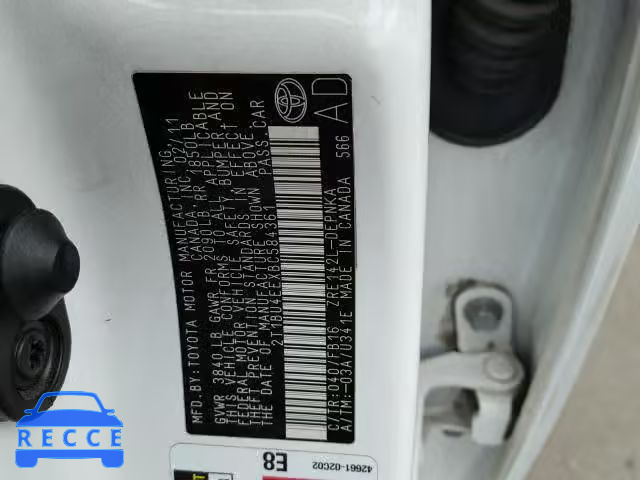 MFD.BY:TOYOTA MOTOR MANUFACTURING
CANADA, INC. 02/11
GVWR 3840LB GAWR FR 2090LB RR 1850LB
THIS VEHICLE CONFORMS TO ALL APPLICABLE
FEDERAL MOTOR VEHICLE SAFETY, BUMPER AND
THEFT PREVENTION STANDARDS IN EFFECT ON
THE DATE OF MANUFACTURE SHOWN ABOVE.
2T1BU4EEXBC584361 PASS.CAR
C/TR:040/FB16 ZRE142L-DEPNKA
A/TM:-03A/U341E MADE IN CANADA 566
AD
E8
42661-02C02
RECCE